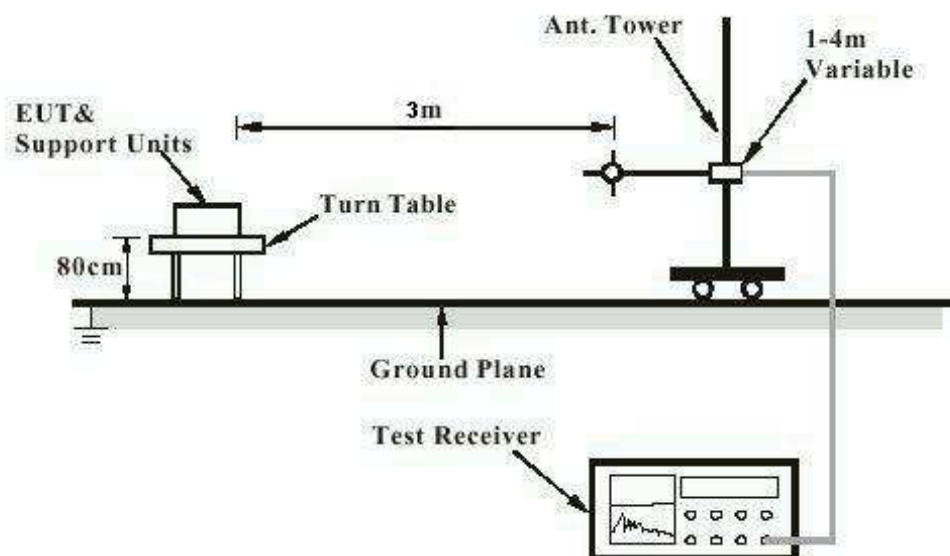 Ant. Tower
1-4m
Variable
EUT&
Support Units
3m
Turn Table
80cm
Ground Plane
Test Receiver